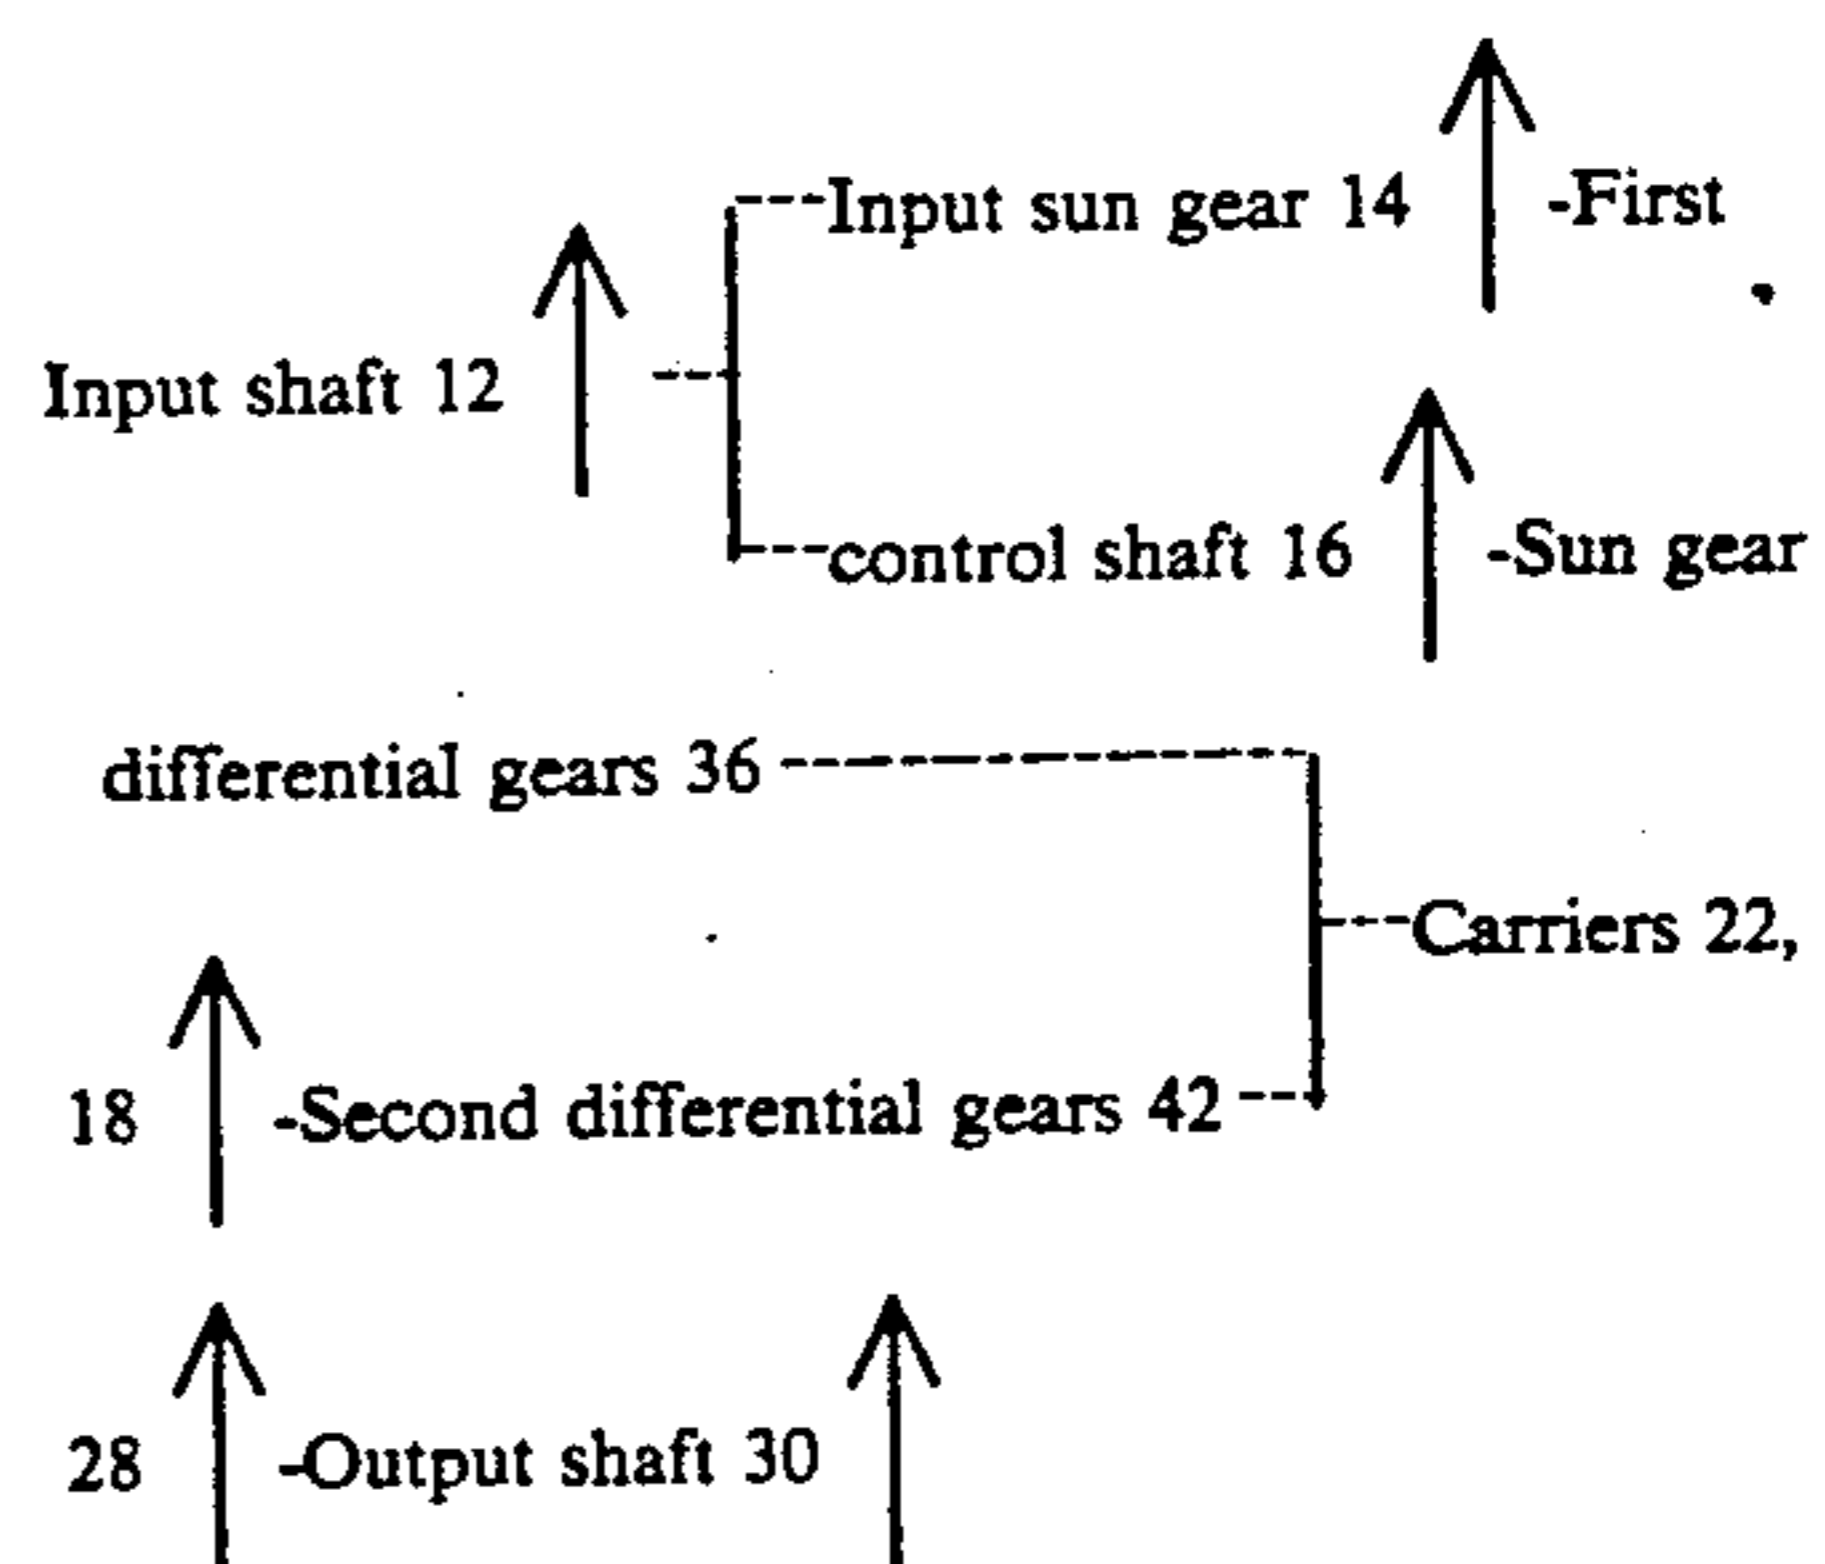 Input sun gear 14 -First
Input shaft 12
control shaft 16 -Sun gear
differential gears 36
Carriers 22,
18 -Second differential gears 42
28 -Output shaft 30